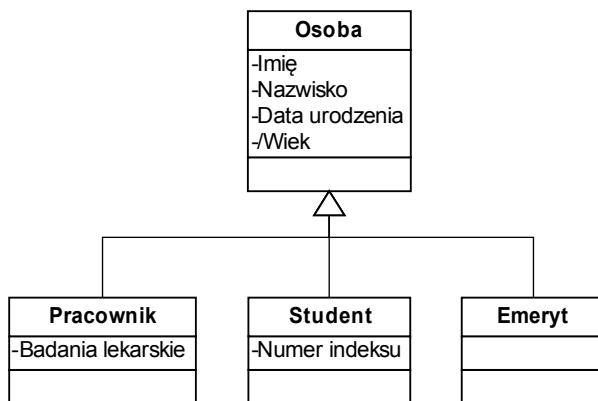 Osoba
-Imię
-Nazwisko
-Data urodzenia
-/Wiek
Pracownik
-Badania lekarskie
Student
-Numer indeksu
Emeryt